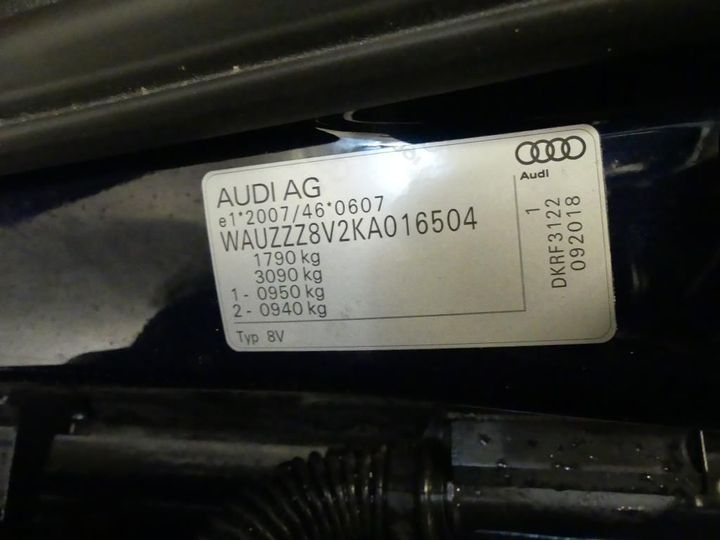 AUDI AG
e1*2007/46*0607
WAUZZZ8V2KA016504
1790 kg
3090 kg
1 - 0950 kg
2 - 0940 kg
Typ 8V
Audi
1
DKRF3122
092018